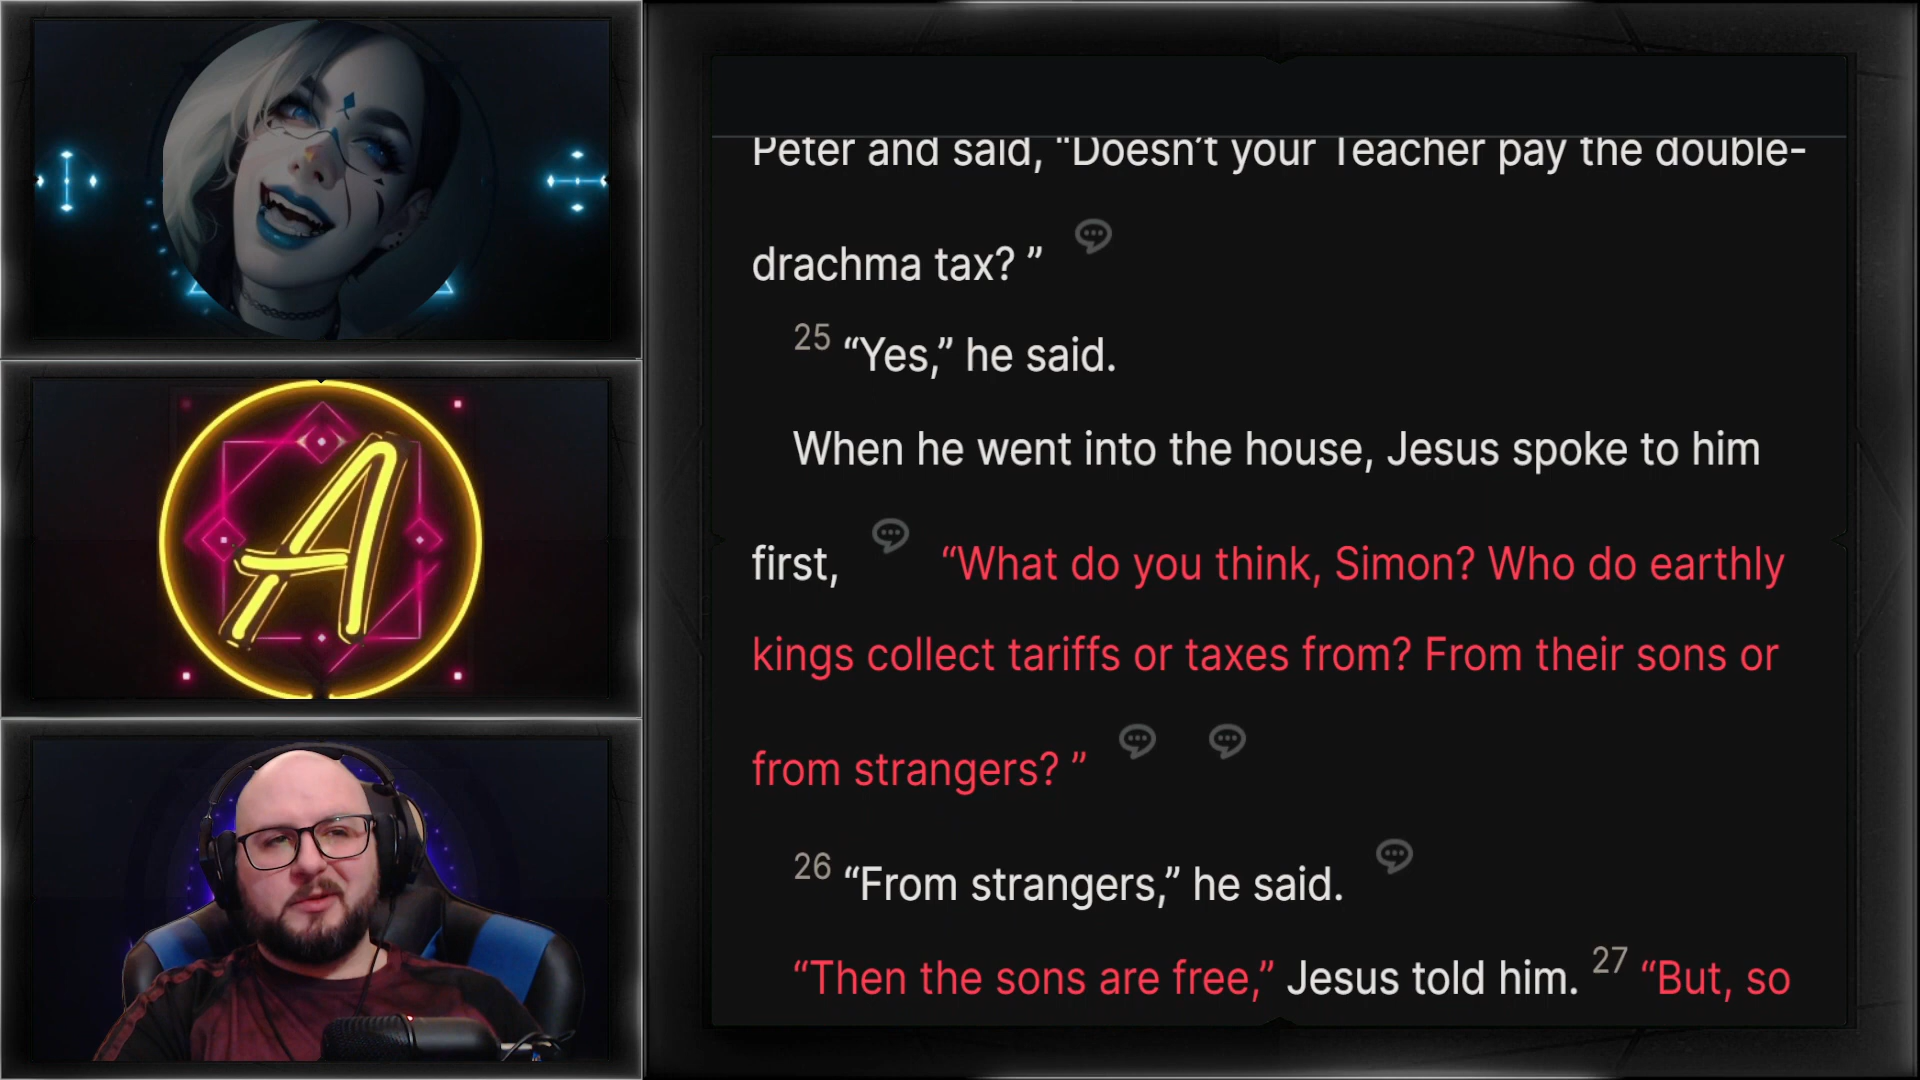 A
Peter and said, “Doesn’t your Teacher pay the double-
drachma tax? ”
25 “Yes,” he said.
When he went into the house, Jesus spoke to him
first, “What do you think, Simon? Who do earthly
kings collect tariffs or taxes from? From their sons or
from strangers? ”
26 “From strangers,” he said.
“Then the sons are free,” Jesus told him. 27 “But, so